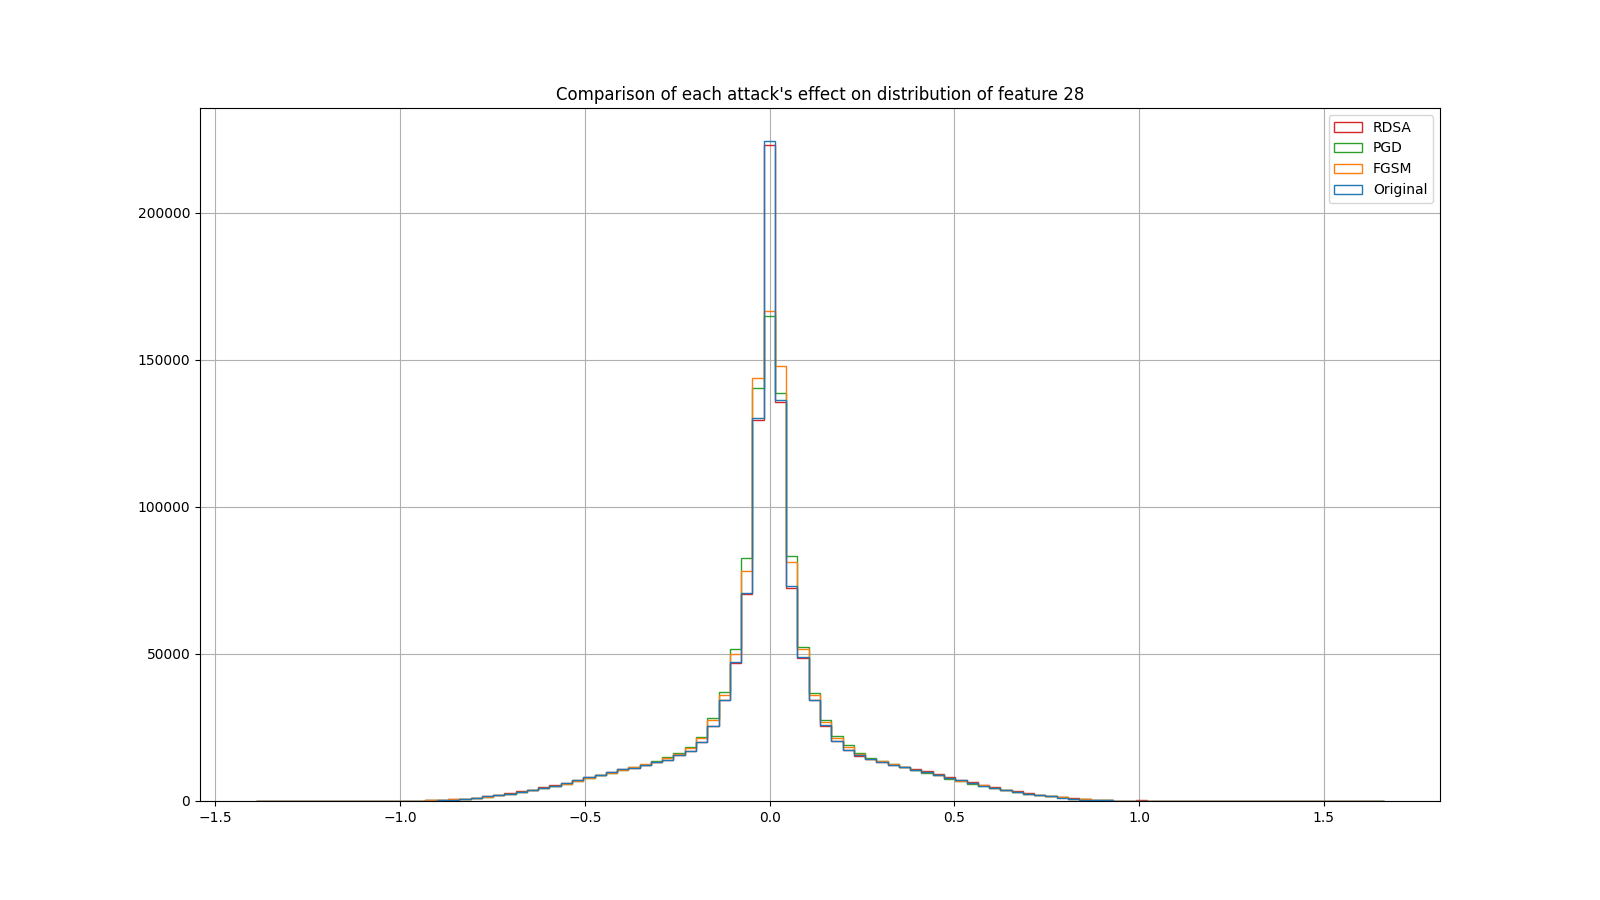 Comparison of each attack's effect on distribution of feature 28
RDSA
PGD
FGSM
Original
200000
150000
100000
50000
0
−1.5 −1.0 −0.5 0.0 0.5 1.0 1.5